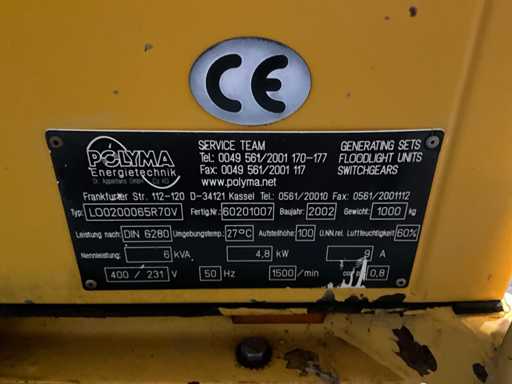 CE
POLYMA
Energietechnik
SERVICE TEAM
Tel.: 0049 561/2001 170-177
Fax: 0049 561/2001 117
www.polyma.net
GENERATING SETS
FLOODLIGHT UNITS
SWITCHGEARS
Frankfurter Str. 112-120 D-34121 Kassel Tel.: 0561/20010 Fax: 0561/2001112
Typ: LO0200065R70V Fertig.Nr.: 60201007 Baujahr: 2002 Gewicht: 1000 kg
Leistung nach: DIN 6280 Umgebungstemp.: 27°C Aufstellhöhe: 100 ü.NN.rel. Luftfeuchtigkeit 60%
Nennleistung: 6 kVA 4,8 kW 9 A
400 / 231 V 50 Hz 1500/min 0,8